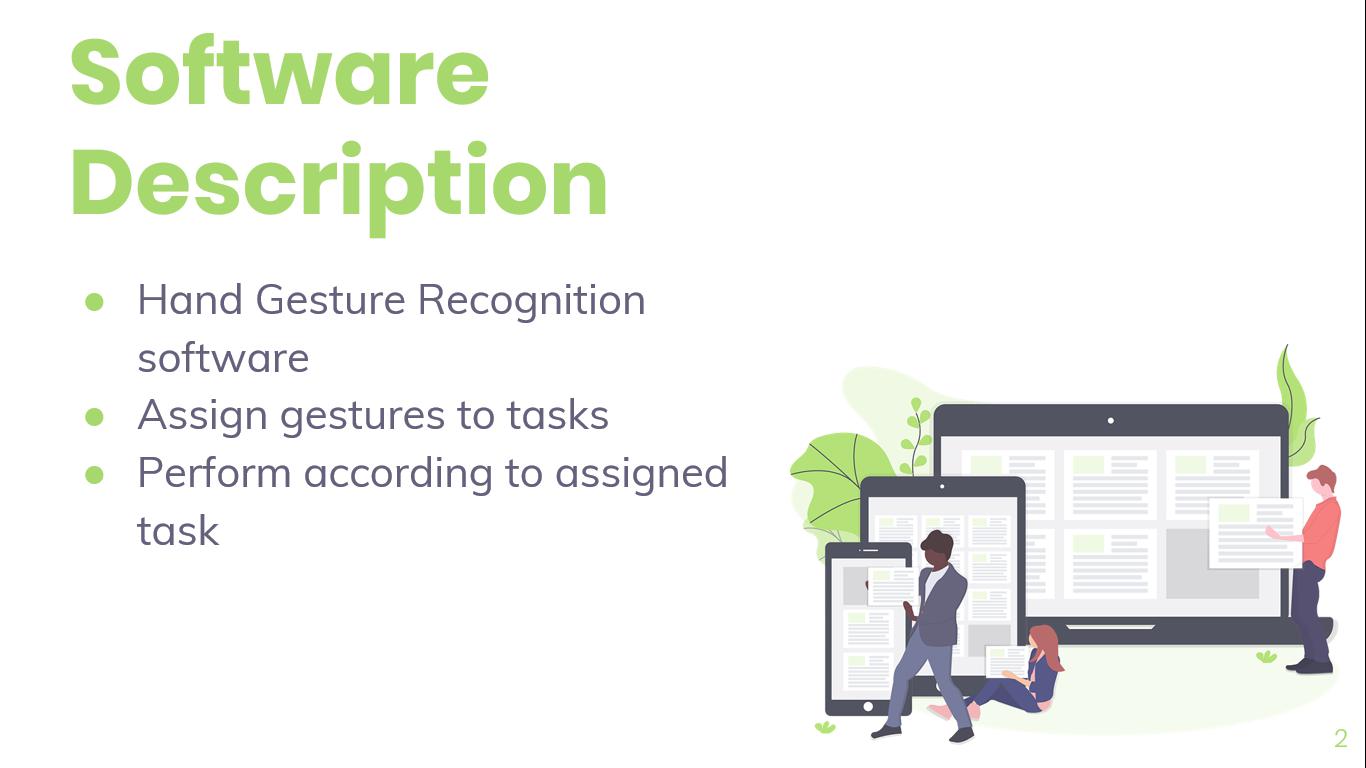 Software
Description
● Hand Gesture Recognition
software
● Assign gestures to tasks
● Perform according to assigned
task
2